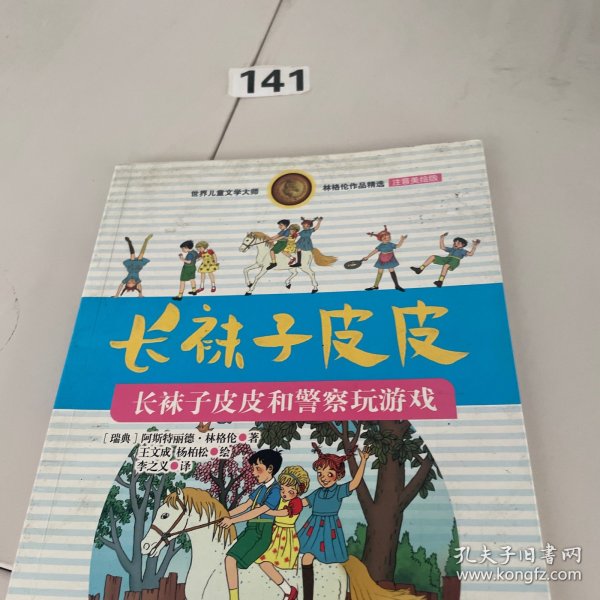 141
世界儿童文学大师 林格伦作品精选 注音美绘版
长袜子皮皮
长袜子皮皮和警察玩游戏
[瑞典]阿斯特丽德·林格伦 著
王文成 杨柏松 绘
李之义 译
孔夫子旧书网
www.kongfz.com